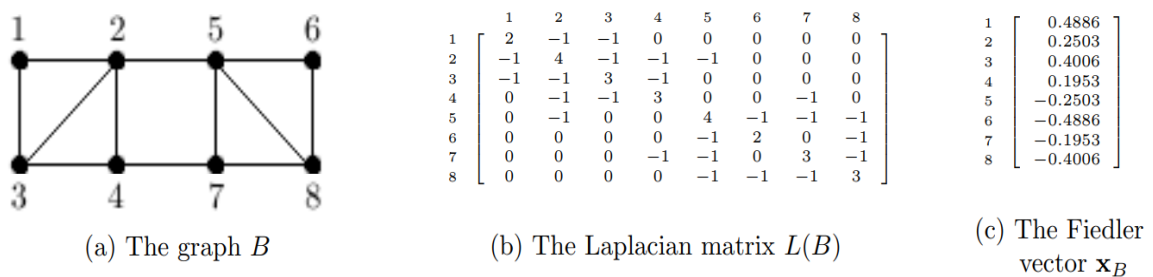 1 2 5 6
3 4 7 8
(a) The graph B
1 2 3 4 5 6 7 8
1 2 −1 −1 0 0 0 0 0
2 −1 4 −1 −1 −1 0 0 0
3 −1 −1 3 −1 0 0 0 0
4 0 −1 −1 3 0 0 −1 0
5 0 −1 0 0 4 −1 −1 −1
6 0 0 0 0 −1 2 0 −1
7 0 0 0 −1 −1 0 3 −1
8 0 0 0 0 −1 −1 −1 3
(b) The Laplacian matrix L(B)
1 0.4886
2 0.2503
3 0.4006
4 0.1953
5 −0.2503
6 −0.4886
7 −0.1953
8 −0.4006
(c) The Fiedler
vector x_B